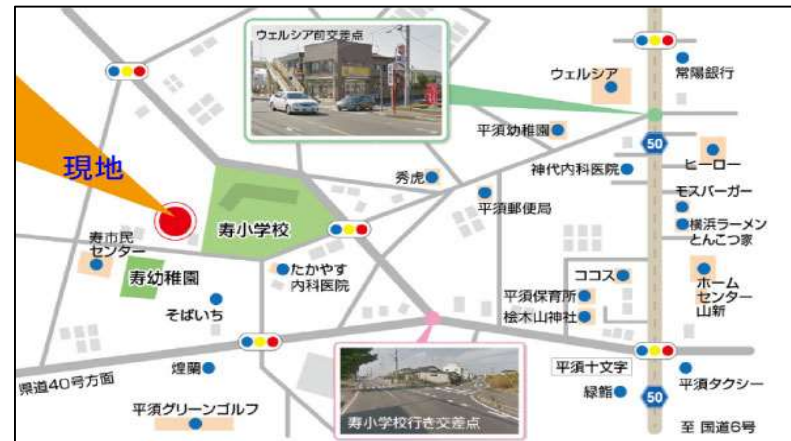 ウェルシア前交差点
ウェルシア
常陽銀行
平須幼稚園
50
ヒーロー
現地
秀虎
神代内科医院
モスバーガー
平須郵便局
横浜ラーメン
とんこつ家
寿小学校
寿市民
センター
寿幼稚園
たかやす
内科医院
ココス
ホーム
センター
山新
平須保育所
桧木山神社
そばいち
県道40号方面
煌蘭
平須十文字
平須タクシー
緑鮨
50
平須グリーンゴルフ
寿小学校行き交差点
至 国道6号